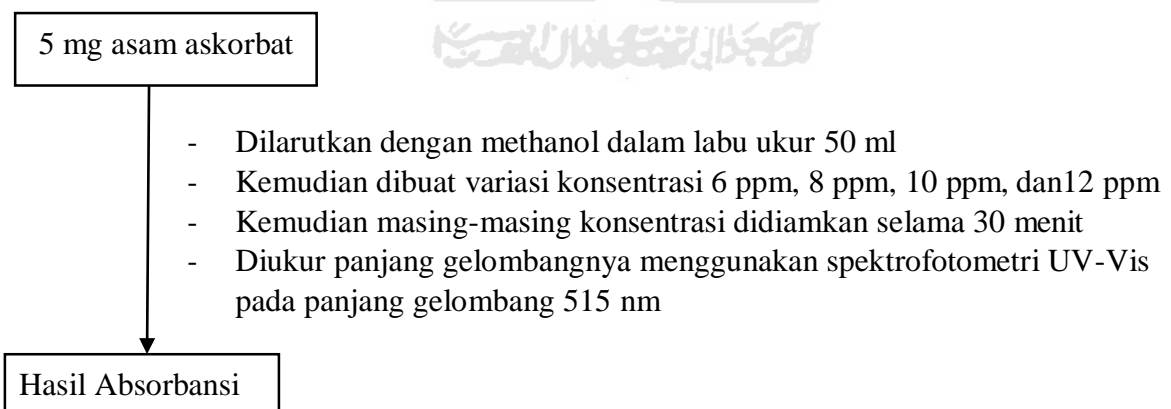 5 mg asam askorbat
- Dilarutkan dengan methanol dalam labu ukur 50 ml
- Kemudian dibuat variasi konsentrasi 6 ppm, 8 ppm, 10 ppm, dan12 ppm
- Kemudian masing-masing konsentrasi didiamkan selama 30 menit
- Diukur panjang gelombangnya menggunakan spektrofotometri UV-Vis
pada panjang gelombang 515 nm
Hasil Absorbansi